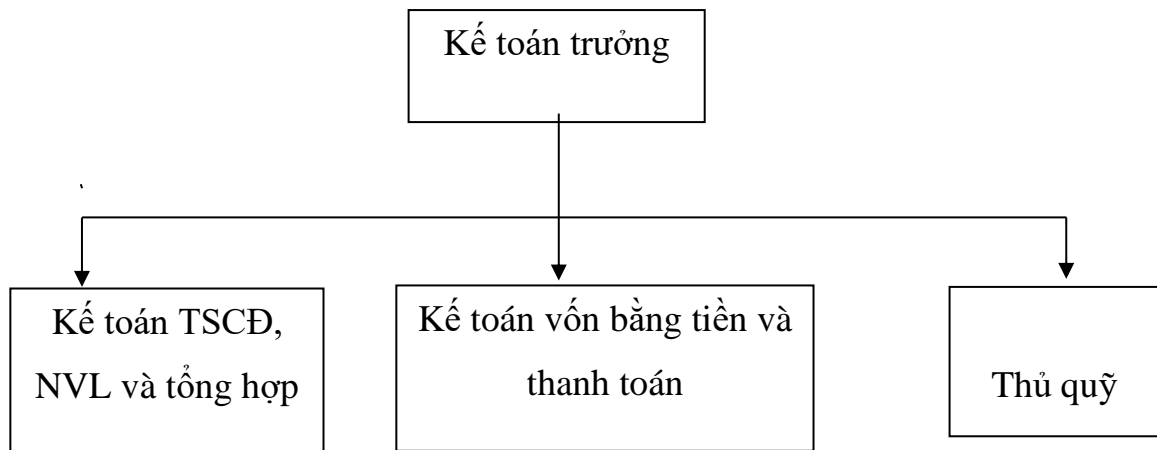 Kế toán trưởng
Kế toán TSCĐ,
NVL và tổng hợp
Kế toán vốn bằng tiền và
thanh toán
Thủ quỹ